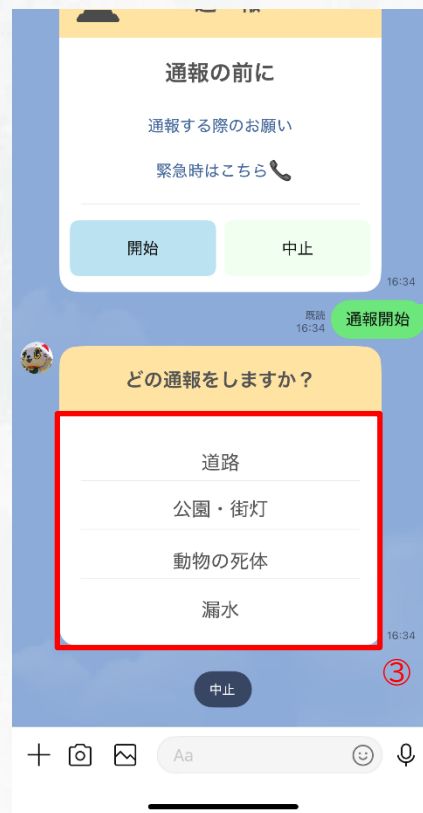 通報の前に
通報する際のお願い
緊急時はこちら📞
開始
中止
16:34
既読
16:34
通報開始
どの通報をしますか？
道路
公園・街灯
動物の死体
漏水
16:34
③
中止
Aa